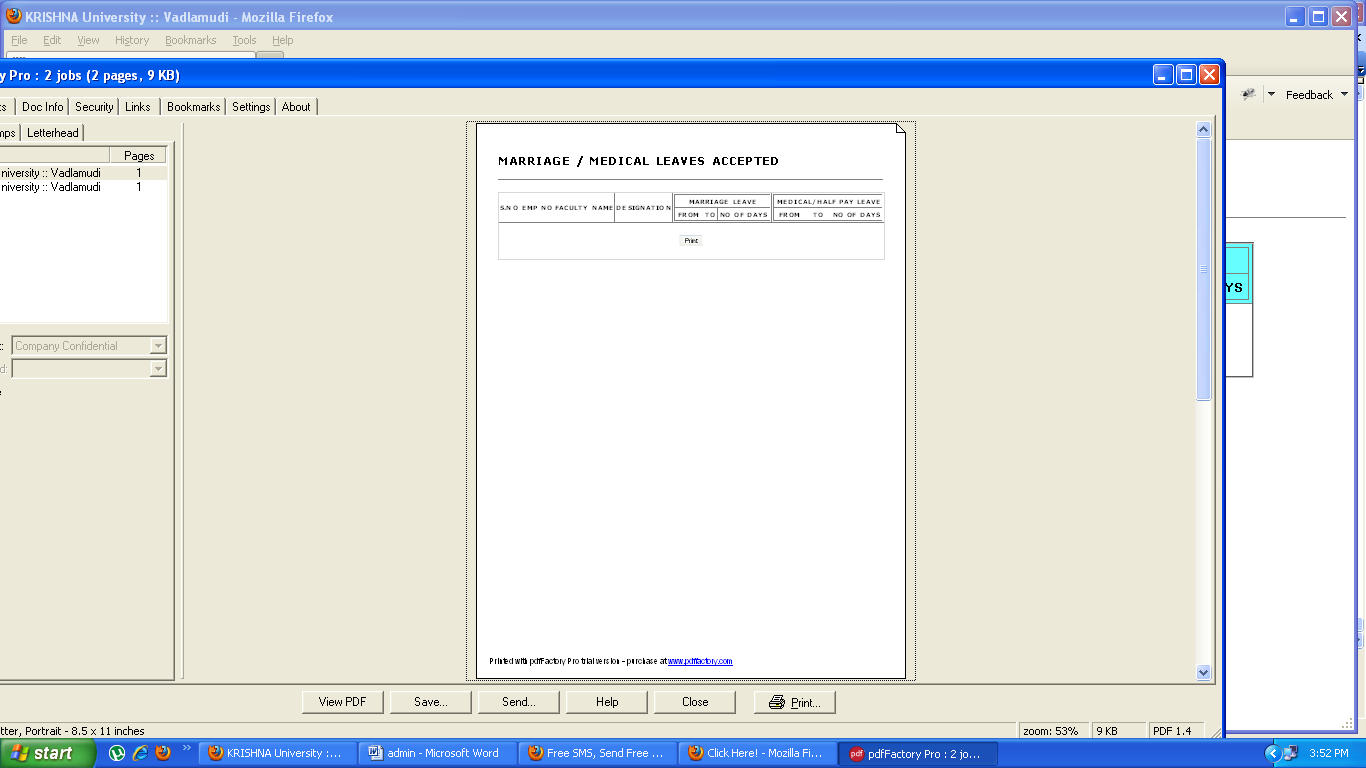 KRISHNA University :: Vadlamudi - Mozilla Firefox
File Edit View History Bookmarks Tools Help
y Pro : 2 jobs (2 pages, 9 KB)
Feedback
Doc Info Security Links Bookmarks Settings About
mps Letterhead
Pages
niversity :: Vadlamudi 1
niversity :: Vadlamudi 1
Company Confidential
MARRIAGE / MEDICAL LEAVES ACCEPTED
S.NO EMP NO FACULTY NAME DESIGNATION MARRIAGE LEAVE MEDICAL/HALF PAY LEAVE
FROM TO NO OF DAYS FROM TO NO OF DAYS
Print
YS
Printed with pdfFactory Pro trial version - purchase at www.pdffactory.com
View PDF Save... Send... Help Close Print...
tter, Portrait - 8.5 x 11 inches zoom: 53% 9 KB PDF 1.4
start KRISHNA University :... admin - Microsoft Word Free SMS, Send Free ... Click Here! - Mozilla Fi... pdfFactory Pro : 2 jo... 3:52 PM